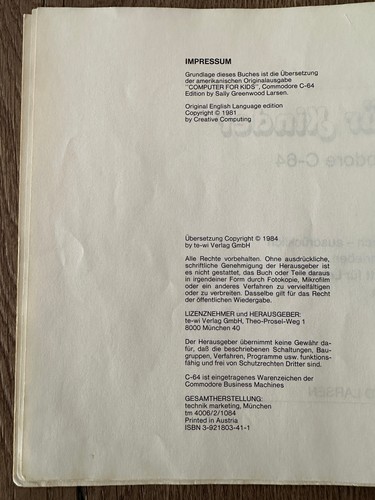 IMPRESSUM
Grundlage dieses Buches ist die Übersetzung
der amerikanischen Originalausgabe
"COMPUTER FOR KIDS", Commodore C-64
Edition by Sally Greenwood Larsen.
Original English Language edition
Copyright © 1981
by Creative Computing
Übersetzung Copyright © 1984
by te-wi Verlag GmbH
Alle Rechte vorbehalten. Ohne ausdrückliche,
schriftliche Genehmigung der Herausgeber ist
es nicht gestattet, das Buch oder Teile daraus
in irgendeiner Form durch Fotokopie, Mikrofilm
oder ein anderes Verfahren zu vervielfältigen
oder zu verbreiten. Dasselbe gilt für das Recht
der öffentlichen Wiedergabe.
LIZENZNEHMER und HERAUSGEBER:
te-wi Verlag GmbH, Theo-Prosel-Weg 1
8000 München 40
Der Herausgeber übernimmt keine Gewähr da-
für, daß die beschriebenen Schaltungen, Bau-
gruppen, Verfahren, Programme usw. funktions-
fähig und frei von Schutzrechten Dritter sind.
C-64 ist eingetragenes Warenzeichen der
Commodore Business Machines
GESAMTHERSTELLUNG:
technik marketing, München
tm 4006/2/1084
Printed in Austria
ISBN 3-921803-41-1